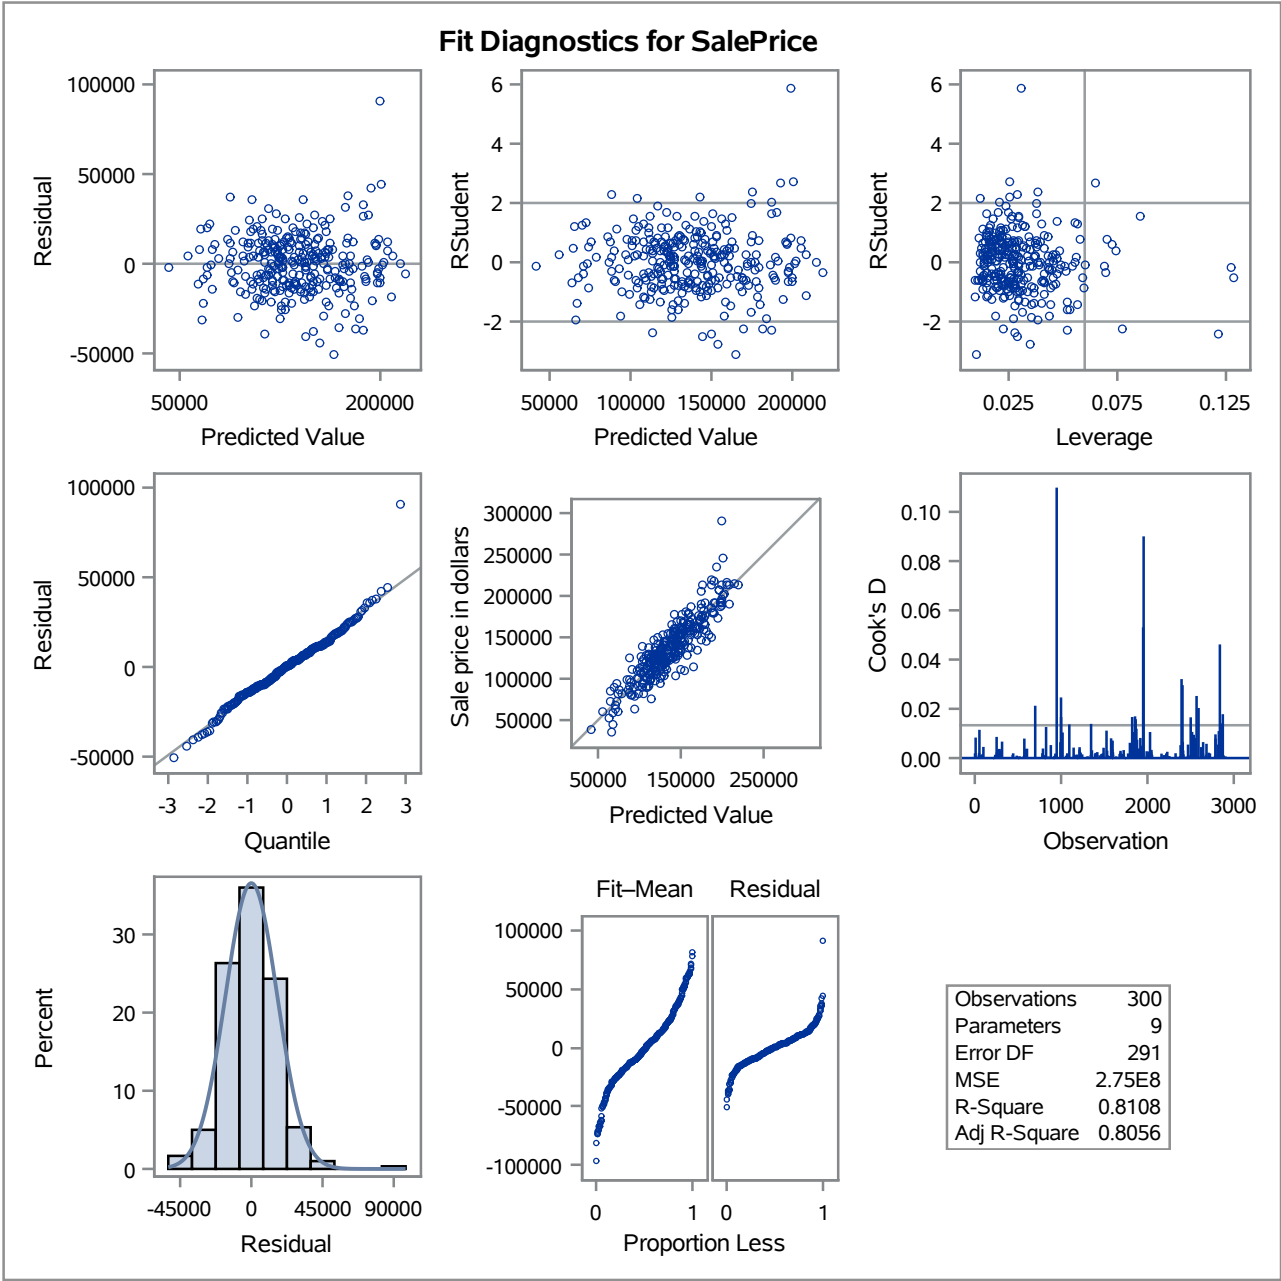 Fit Diagnostics for SalePrice
100000
50000
0
-50000
Residual
50000 200000
Predicted Value
6
4
2
0
-2
RStudent
50000 100000 150000 200000
Predicted Value
6
4
2
0
-2
RStudent
0.025 0.075 0.125
Leverage
100000
50000
0
-50000
Residual
-3 -2 -1 0 1 2 3
Quantile
300000
250000
200000
150000
100000
50000
Sale price in dollars
50000 150000 250000
Predicted Value
0.10
0.08
0.06
0.04
0.02
0.00
Cook's D
0 1000 2000 3000
Observation
30
20
10
0
Percent
-45000 0 45000 90000
Residual
Fit–Mean Residual
100000
50000
0
-50000
-100000
0 1 0 1
Proportion Less
Observations 300
Parameters 9
Error DF 291
MSE 2.75E8
R-Square 0.8108
Adj R-Square 0.8056